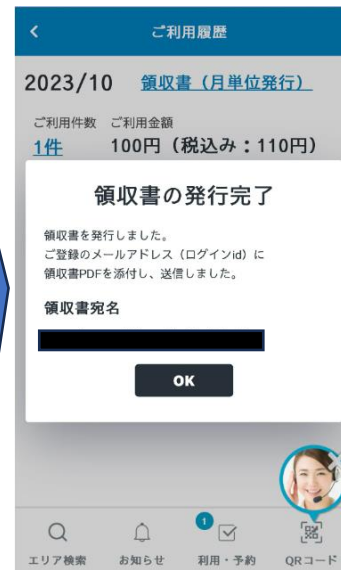 ご利用履歴
2023/10 領収書（月単位発行）
ご利用件数 ご利用金額
1件 100円（税込み：110円）
領収書の発行完了
領収書を発行しました。
ご登録のメールアドレス（ログインid）に
領収書PDFを添付し、送信しました。
領収書宛名
OK
1
エリア検索 お知らせ 利用・予約 QRコード